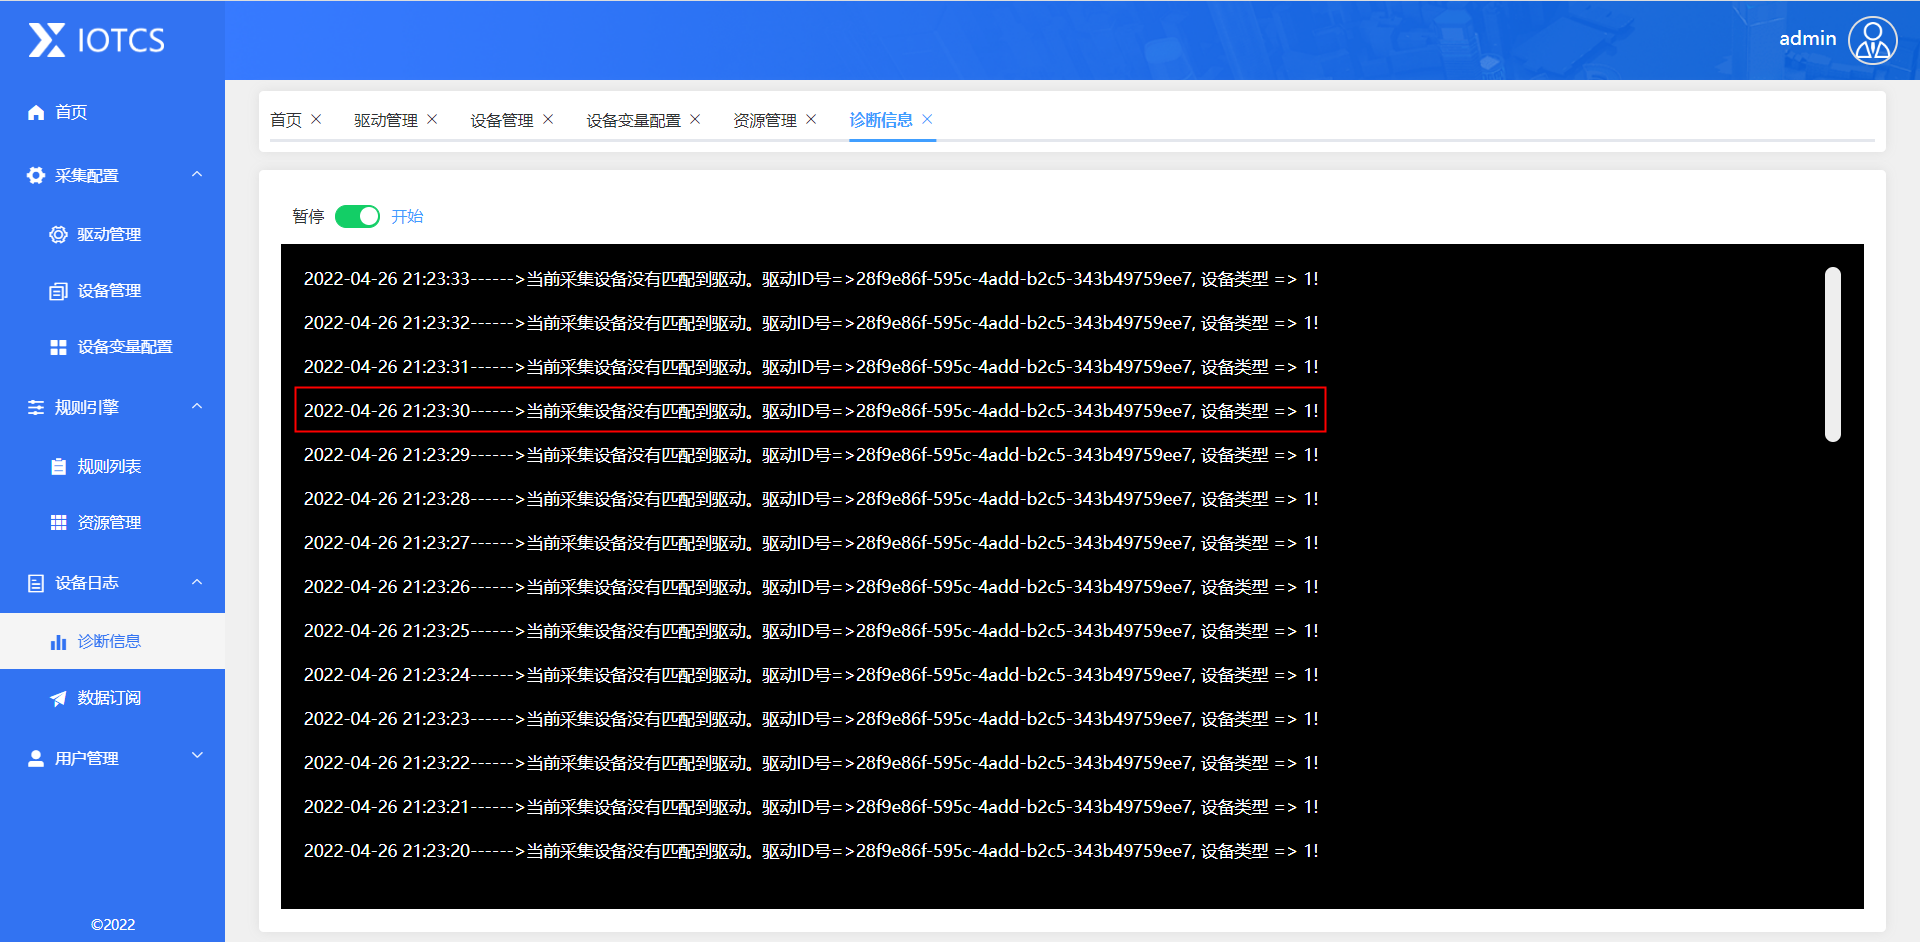 IOTCS
admin
首页
采集配置
驱动管理
设备管理
设备变量配置
规则引擎
规则列表
资源管理
设备日志
诊断信息
数据订阅
用户管理
©2022
首页 × 驱动管理 × 设备管理 × 设备变量配置 × 资源管理 × 诊断信息 ×
暂停 开始
2022-04-26 21:23:33------>当前采集设备没有匹配到驱动。驱动ID号=>28f9e86f-595c-4add-b2c5-343b49759ee7, 设备类型 => 1!
2022-04-26 21:23:32------>当前采集设备没有匹配到驱动。驱动ID号=>28f9e86f-595c-4add-b2c5-343b49759ee7, 设备类型 => 1!
2022-04-26 21:23:31------>当前采集设备没有匹配到驱动。驱动ID号=>28f9e86f-595c-4add-b2c5-343b49759ee7, 设备类型 => 1!
2022-04-26 21:23:30------>当前采集设备没有匹配到驱动。驱动ID号=>28f9e86f-595c-4add-b2c5-343b49759ee7, 设备类型 => 1!
2022-04-26 21:23:29------>当前采集设备没有匹配到驱动。驱动ID号=>28f9e86f-595c-4add-b2c5-343b49759ee7, 设备类型 => 1!
2022-04-26 21:23:28------>当前采集设备没有匹配到驱动。驱动ID号=>28f9e86f-595c-4add-b2c5-343b49759ee7, 设备类型 => 1!
2022-04-26 21:23:27------>当前采集设备没有匹配到驱动。驱动ID号=>28f9e86f-595c-4add-b2c5-343b49759ee7, 设备类型 => 1!
2022-04-26 21:23:26------>当前采集设备没有匹配到驱动。驱动ID号=>28f9e86f-595c-4add-b2c5-343b49759ee7, 设备类型 => 1!
2022-04-26 21:23:25------>当前采集设备没有匹配到驱动。驱动ID号=>28f9e86f-595c-4add-b2c5-343b49759ee7, 设备类型 => 1!
2022-04-26 21:23:24------>当前采集设备没有匹配到驱动。驱动ID号=>28f9e86f-595c-4add-b2c5-343b49759ee7, 设备类型 => 1!
2022-04-26 21:23:23------>当前采集设备没有匹配到驱动。驱动ID号=>28f9e86f-595c-4add-b2c5-343b49759ee7, 设备类型 => 1!
2022-04-26 21:23:22------>当前采集设备没有匹配到驱动。驱动ID号=>28f9e86f-595c-4add-b2c5-343b49759ee7, 设备类型 => 1!
2022-04-26 21:23:21------>当前采集设备没有匹配到驱动。驱动ID号=>28f9e86f-595c-4add-b2c5-343b49759ee7, 设备类型 => 1!
2022-04-26 21:23:20------>当前采集设备没有匹配到驱动。驱动ID号=>28f9e86f-595c-4add-b2c5-343b49759ee7, 设备类型 => 1!